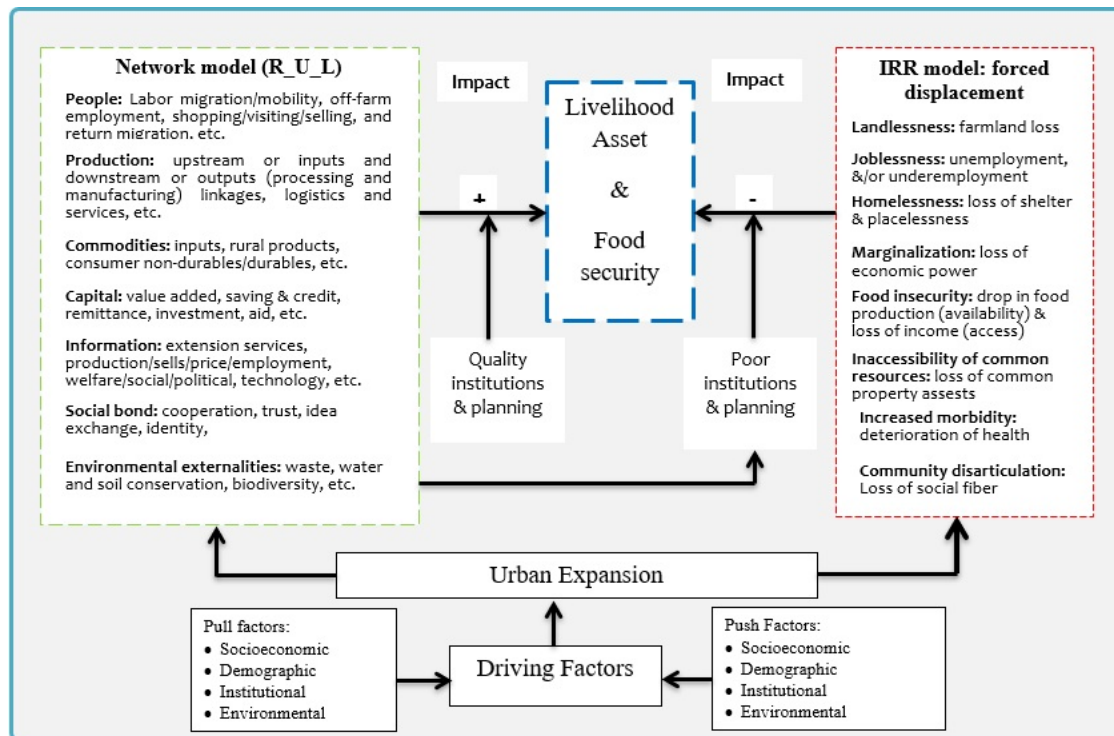 Network model (R_U_L)
People: Labor migration/mobility, off-farm
employment, shopping/visiting/selling, and
return migration. etc.
Production: upstream or inputs and
downstream or outputs (processing and
manufacturing) linkages, logistics and
services, etc.
Commodities: inputs, rural products,
consumer non-durables/durables, etc.
Capital: value added, saving & credit,
remittance, investment, aid, etc.
Information: extension services,
production/sells/price/employment,
welfare/social/political, technology, etc.
Social bond: cooperation, trust, idea
exchange, identity,
Environmental externalities: waste, water
and soil conservation, biodiversity, etc.
Impact
+
Quality
institutions
& planning
Livelihood
Asset
&
Food
security
Impact
-
Poor
institutions
& planning
IRR model: forced
displacement
Landlessness: farmland loss
Joblessness: unemployment,
&/or underemployment
Homelessness: loss of shelter
& placelessness
Marginalization: loss of
economic power
Food insecurity: drop in food
production (availability) &
loss of income (access)
Inaccessibility of common
resources: loss of common
property assests
Increased morbidity:
deterioration of health
Community disarticulation:
Loss of social fiber
Urban Expansion
Pull factors:
• Socioeconomic
• Demographic
• Institutional
• Environmental
Driving Factors
Push Factors:
• Socioeconomic
• Demographic
• Institutional
• Environmental